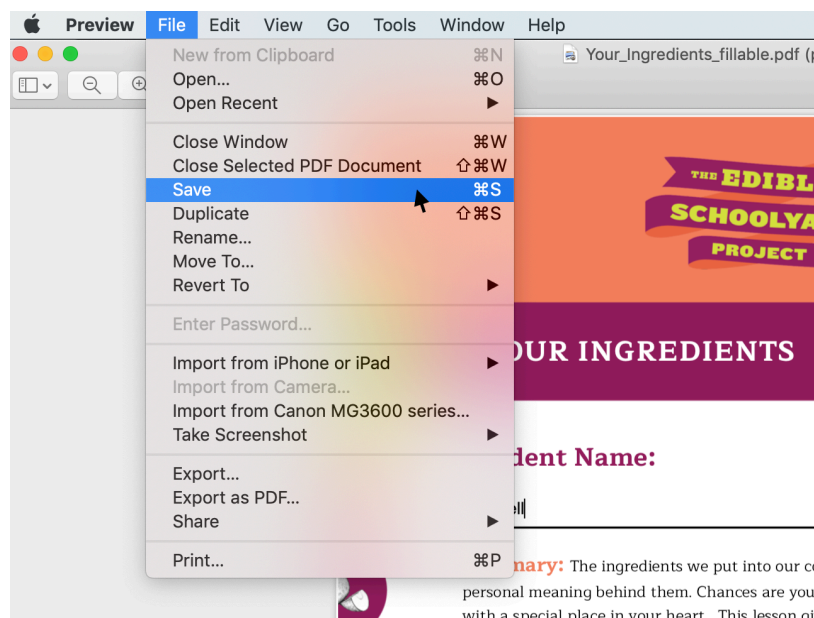 Preview File Edit View Go Tools Window Help
Your_Ingredients_fillable.pdf
New from Clipboard ⌘N
Open... ⌘O
Open Recent ▶
Close Window ⌘W
Close Selected PDF Document ⇧⌘W
Save ⌘S
Duplicate ⇧⌘S
Rename...
Move To...
Revert To ▶
Enter Password...
Import from iPhone or iPad ▶
Import from Camera...
Import from Canon MG3600 series...
Take Screenshot ▶
Export...
Export as PDF...
Share ▶
Print... ⌘P
THE EDIBL
SCHOOLYA
PROJECT
OUR INGREDIENTS
dent Name:
ell
mary: The ingredients we put into our c
personal meaning behind them. Chances are you
with a special place in your heart. This lesson gi